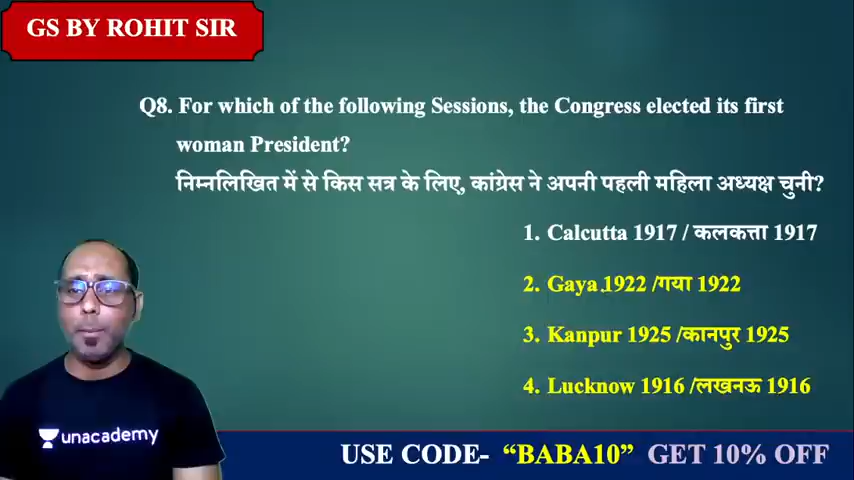 GS BY ROHIT SIR
Q8. For which of the following Sessions, the Congress elected its first
woman President?
निम्नलिखित में से किस सत्र के लिए, कांग्रेस ने अपनी पहली महिला अध्यक्ष चुनी?
1. Calcutta 1917 / कलकत्ता 1917
2. Gaya 1922 /गया 1922
3. Kanpur 1925 /कानपुर 1925
4. Lucknow 1916 /लखनऊ 1916
unacademy
USE CODE- “BABA10” GET 10% OFF